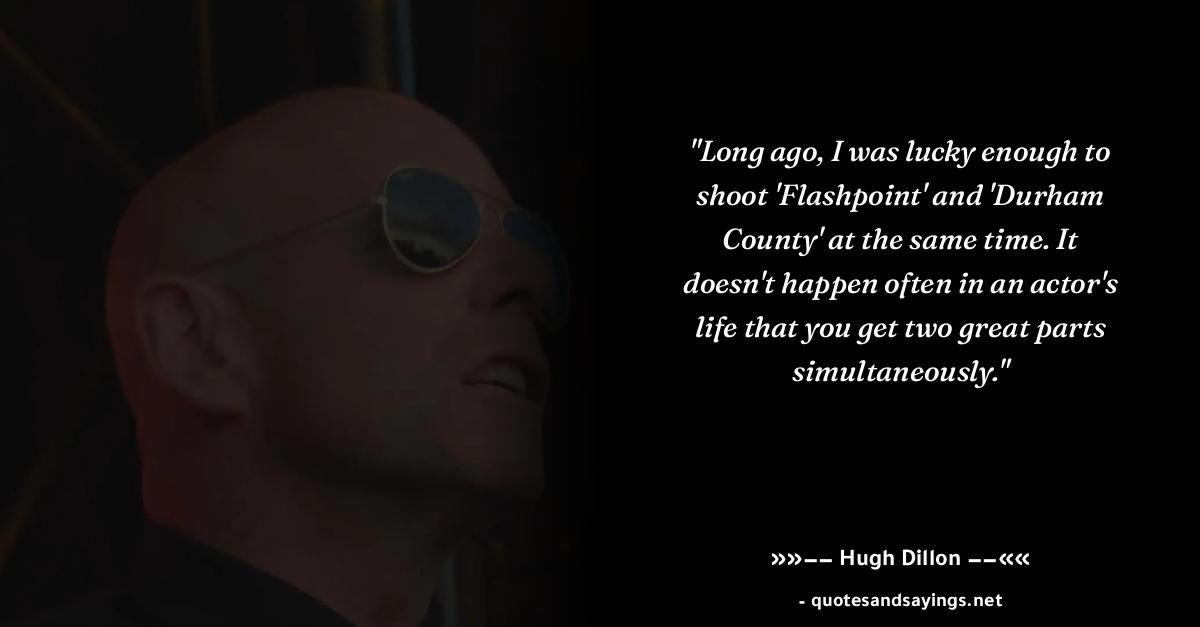 "Long ago, I was lucky enough to
shoot 'Flashpoint' and 'Durham
County' at the same time. It
doesn't happen often in an actor's
life that you get two great parts
simultaneously."
»»−− Hugh Dillon −−««
- quotesandsayings.net